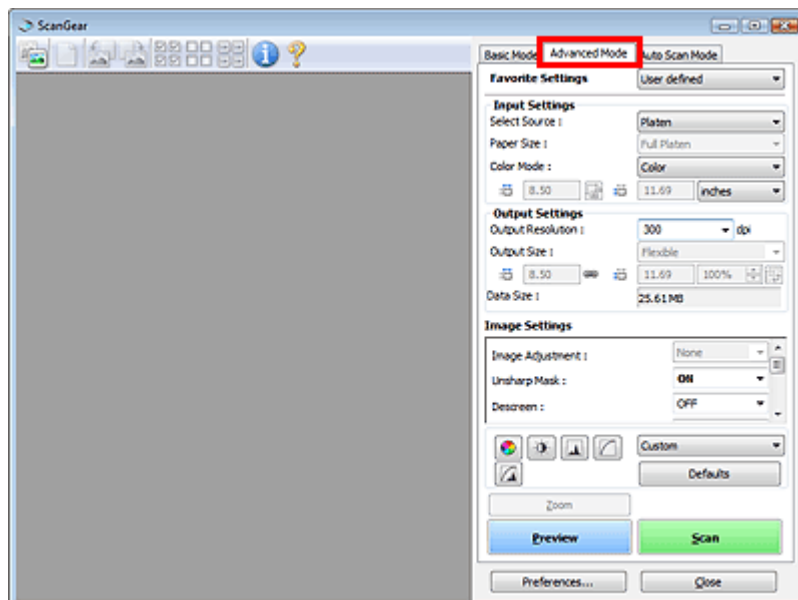 ScanGear
Basic Mode Advanced Mode Auto Scan Mode
Favorite Settings User defined
Input Settings
Select Source : Platen
Paper Size : Full Platen
Color Mode : Color
8.50 11.69 inches
Output Settings
Output Resolution : 300 dpi
Output Size : Flexible
8.50 11.69 100%
Data Size : 25.61 MB
Image Settings
Image Adjustment : None
Unsharp Mask : ON
Descreen : OFF
Custom
Defaults
Zoom
Preview Scan
Preferences... Close